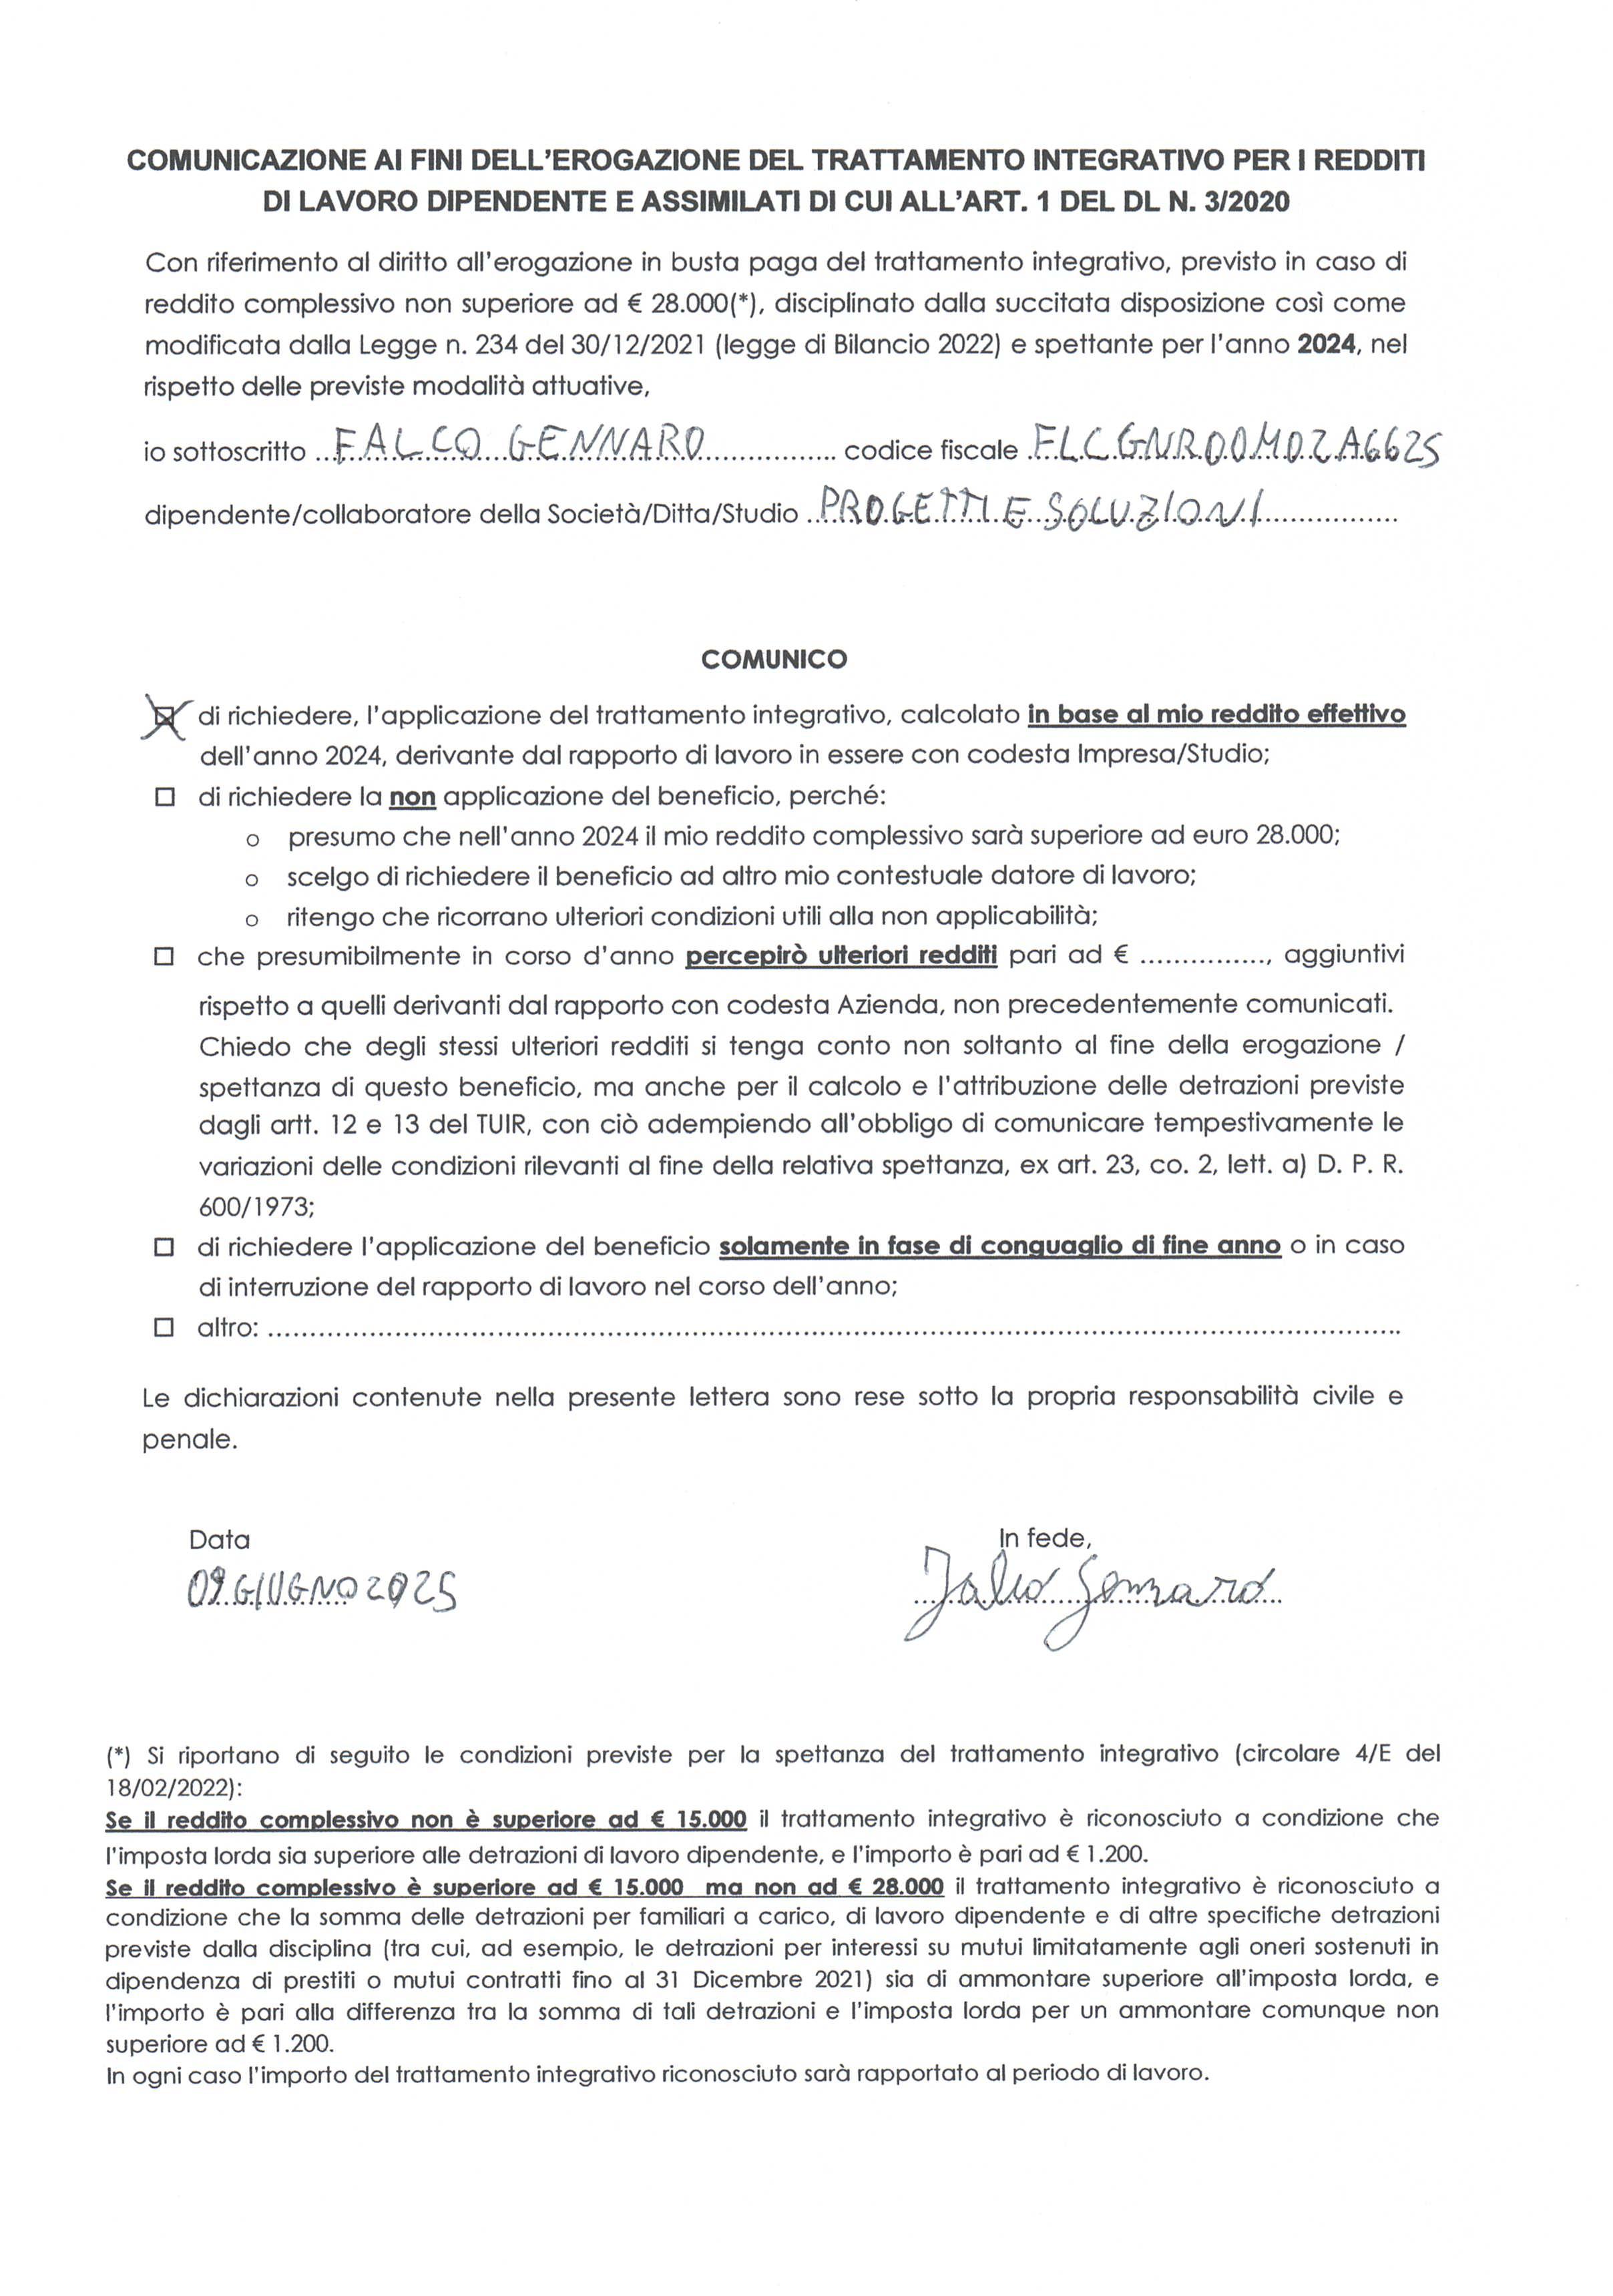 COMUNICAZIONE AI FINI DELL'EROGAZIONE DEL TRATTAMENTO INTEGRATIVO PER I REDDITI
DI LAVORO DIPENDENTE E ASSIMILATI DI CUI ALL'ART. 1 DEL DL N. 3/2020
Con riferimento al diritto all'erogazione in busta paga del trattamento integrativo, previsto in caso di
reddito complessivo non superiore ad € 28.000(*), disciplinato dalla succitata disposizione così come
modificata dalla Legge n. 234 del 30/12/2021 (legge di Bilancio 2022) e spettante per l'anno 2024, nel
rispetto delle previste modalità attuative,
io sottoscritto FALCO GENNARO codice fiscale FLCGNR00M02A662S
dipendente/collaboratore della Società/Ditta/Studio PROGETTI E SOLUZIONI
COMUNICO
di richiedere, l'applicazione del trattamento integrativo, calcolato in base al mio reddito effettivo
dell'anno 2024, derivante dal rapporto di lavoro in essere con codesta Impresa/Studio;
di richiedere la non applicazione del beneficio, perché:
o presumo che nell'anno 2024 il mio reddito complessivo sarà superiore ad euro 28.000;
o scelgo di richiedere il beneficio ad altro mio contestuale datore di lavoro;
o ritengo che ricorrano ulteriori condizioni utili alla non applicabilità;
che presumibilmente in corso d'anno percepirò ulteriori redditi pari ad € ..............., aggiuntivi
rispetto a quelli derivanti dal rapporto con codesta Azienda, non precedentemente comunicati.
Chiedo che degli stessi ulteriori redditi si tenga conto non soltanto al fine della erogazione /
spettanza di questo beneficio, ma anche per il calcolo e l'attribuzione delle detrazioni previste
dagli artt. 12 e 13 del TUIR, con ciò adempiendo all'obbligo di comunicare tempestivamente le
variazioni delle condizioni rilevanti al fine della relativa spettanza, ex art. 23, co. 2, lett. a) D. P. R.
600/1973;
di richiedere l'applicazione del beneficio solamente in fase di conguaglio di fine anno o in caso
di interruzione del rapporto di lavoro nel corso dell'anno;
altro: ................
Le dichiarazioni contenute nella presente lettera sono rese sotto la propria responsabilità civile e
penale.
Data In fede,
09 GIUGNO 2025 Falco Gennaro
(*) Si riportano di seguito le condizioni previste per la spettanza del trattamento integrativo (circolare 4/E del
18/02/2022):
Se il reddito complessivo non è superiore ad € 15.000 il trattamento integrativo è riconosciuto a condizione che
l'imposta lorda sia superiore alle detrazioni di lavoro dipendente, e l'importo è pari ad € 1.200.
Se il reddito complessivo è superiore ad € 15.000 ma non ad € 28.000 il trattamento integrativo è riconosciuto a
condizione che la somma delle detrazioni per familiari a carico, di lavoro dipendente e di altre specifiche detrazioni
previste dalla disciplina (tra cui, ad esempio, le detrazioni per interessi su mutui limitatamente agli oneri sostenuti in
dipendenza di prestiti o mutui contratti fino al 31 Dicembre 2021) sia di ammontare superiore all'imposta lorda, e
l'importo è pari alla differenza tra la somma di tali detrazioni e l'imposta lorda per un ammontare comunque non
superiore ad € 1.200.
In ogni caso l'importo del trattamento integrativo riconosciuto sarà rapportato al periodo di lavoro.